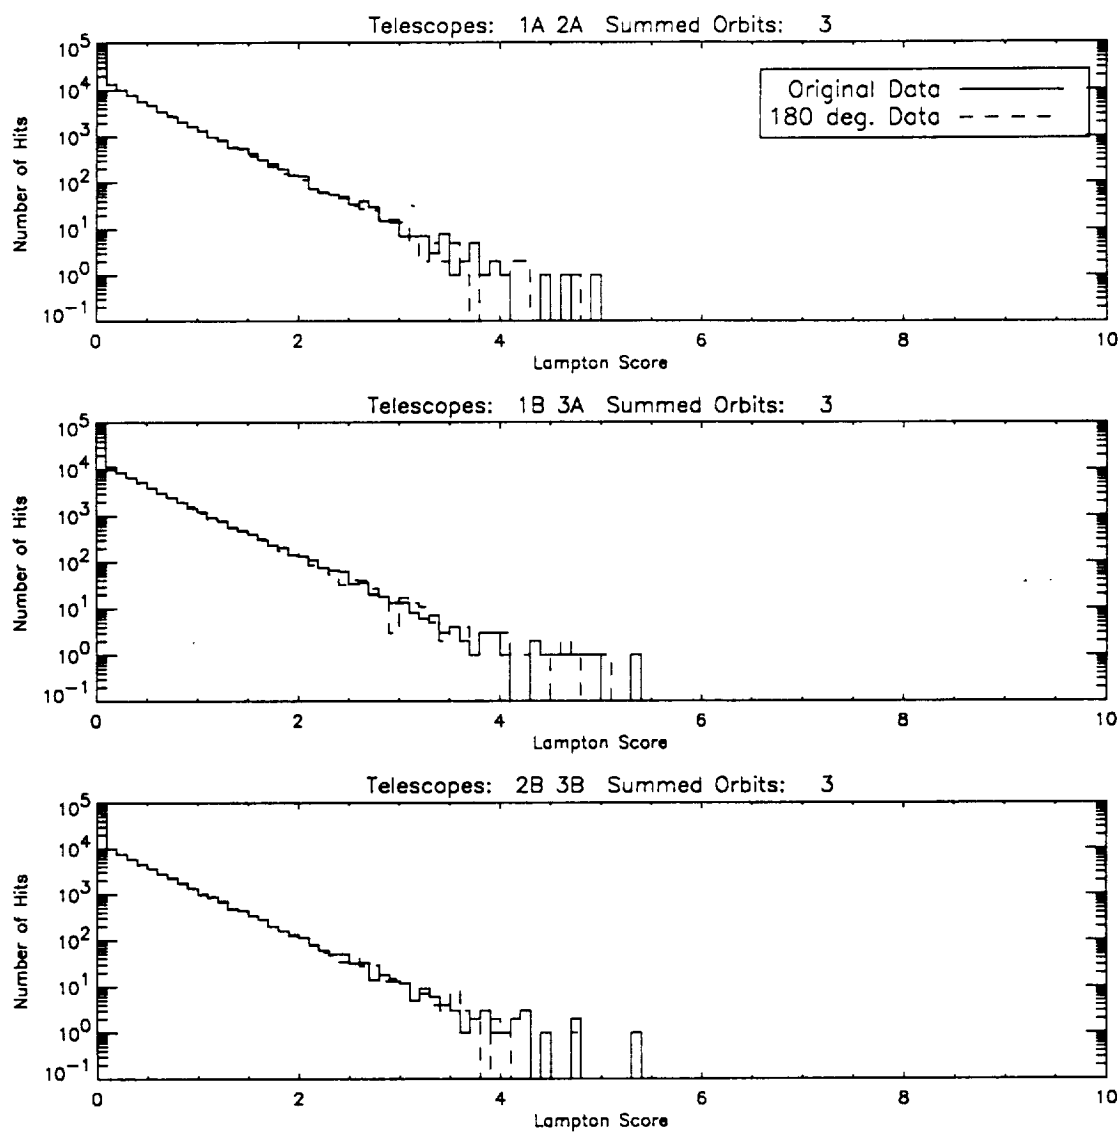 Telescopes: 1A 2A Summed Orbits: 3
10^5
10^4
10^3
10^2
10^1
10^0
10^-1
Number of Hits
Original Data
180 deg. Data
0 2 4 6 8 10
Lampton Score
Telescopes: 1B 3A Summed Orbits: 3
10^5
10^4
10^3
10^2
10^1
10^0
10^-1
Number of Hits
0 2 4 6 8 10
Lampton Score
Telescopes: 2B 3B Summed Orbits: 3
10^5
10^4
10^3
10^2
10^1
10^0
10^-1
Number of Hits
0 2 4 6 8 10
Lampton Score